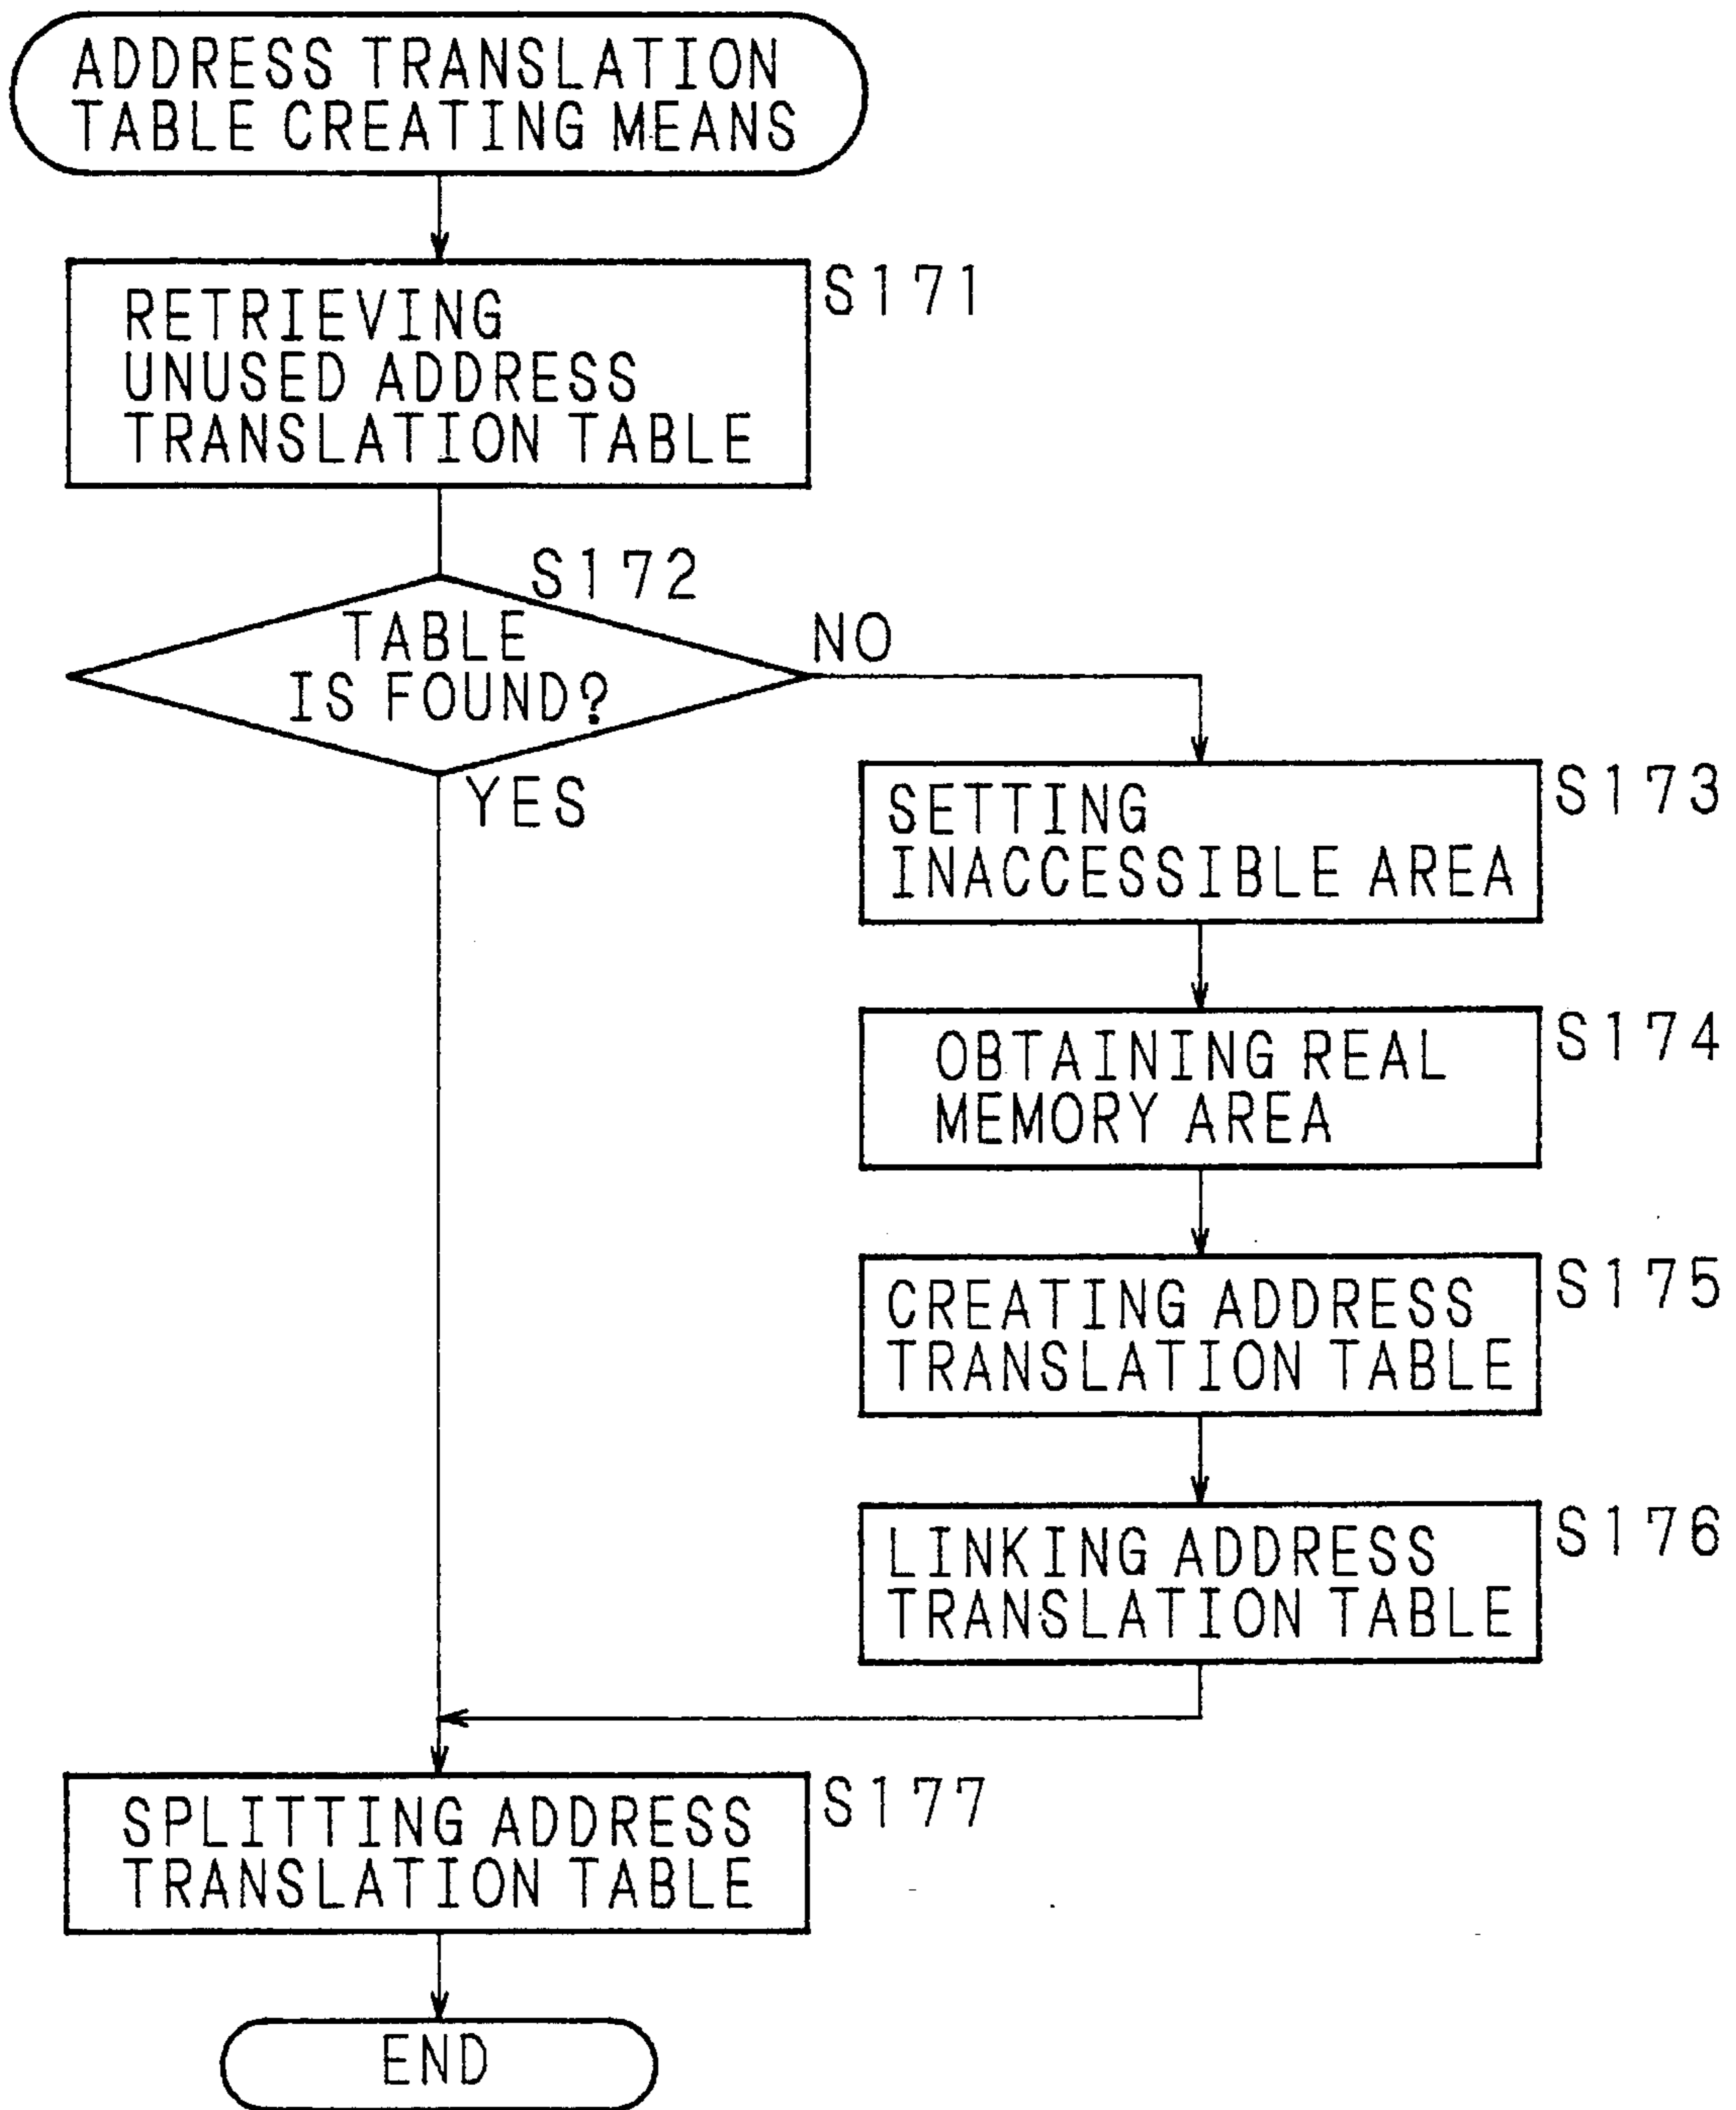 ADDRESS TRANSLATION
TABLE CREATING MEANS
S171
RETRIEVING
UNUSED ADDRESS
TRANSLATION TABLE
S172
TABLE
IS FOUND?
NO
YES
S173
SETTING
INACCESSIBLE AREA
S174
OBTAINING REAL
MEMORY AREA
S175
CREATING ADDRESS
TRANSLATION TABLE
S176
LINKING ADDRESS
TRANSLATION TABLE
S177
SPLITTING ADDRESS
TRANSLATION TABLE
END